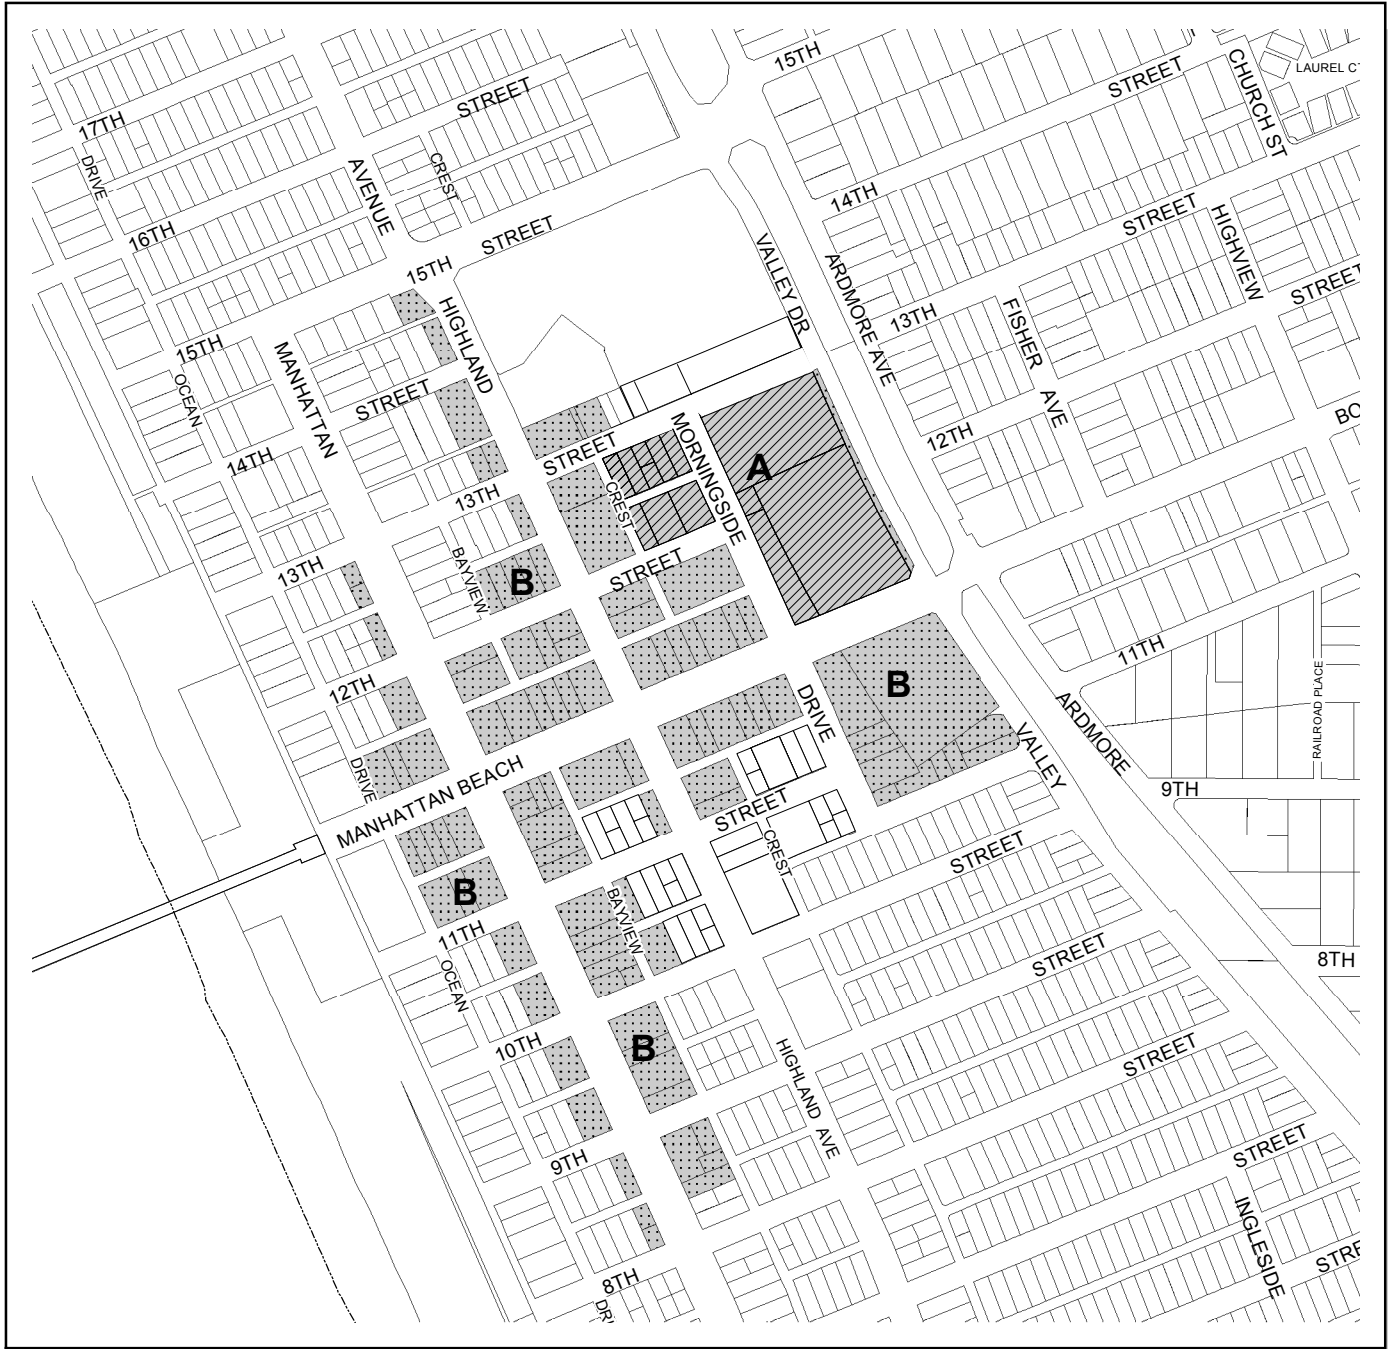 15TH
STREET
CHURCH ST
LAUREL CT
17TH
STREET
DRIVE
AVENUE
CREST
14TH
STREET
HIGHVIEW
16TH
STREET
15TH
VALLEY DR
ARDMORE AVE
13TH
STREET
FISHER
AVE
HIGHLAND
15TH
OCEAN
MANHATTAN
STREET
14TH
STREET
MORNINGSIDE
12TH
BO
A
13TH
CREST
BAYVIEW
B
STREET
13TH
12TH
DRIVE
B
11TH
RAILROAD PLACE
ARDMORE
VALLEY
DRIVE
MANHATTAN BEACH
STREET
CREST
9TH
STREET
B
BAYVIEW
11TH
OCEAN
STREET
8TH
10TH
B
HIGHLAND AVE
STREET
9TH
STREET
INGLESIDE
STRE
8TH
DRI